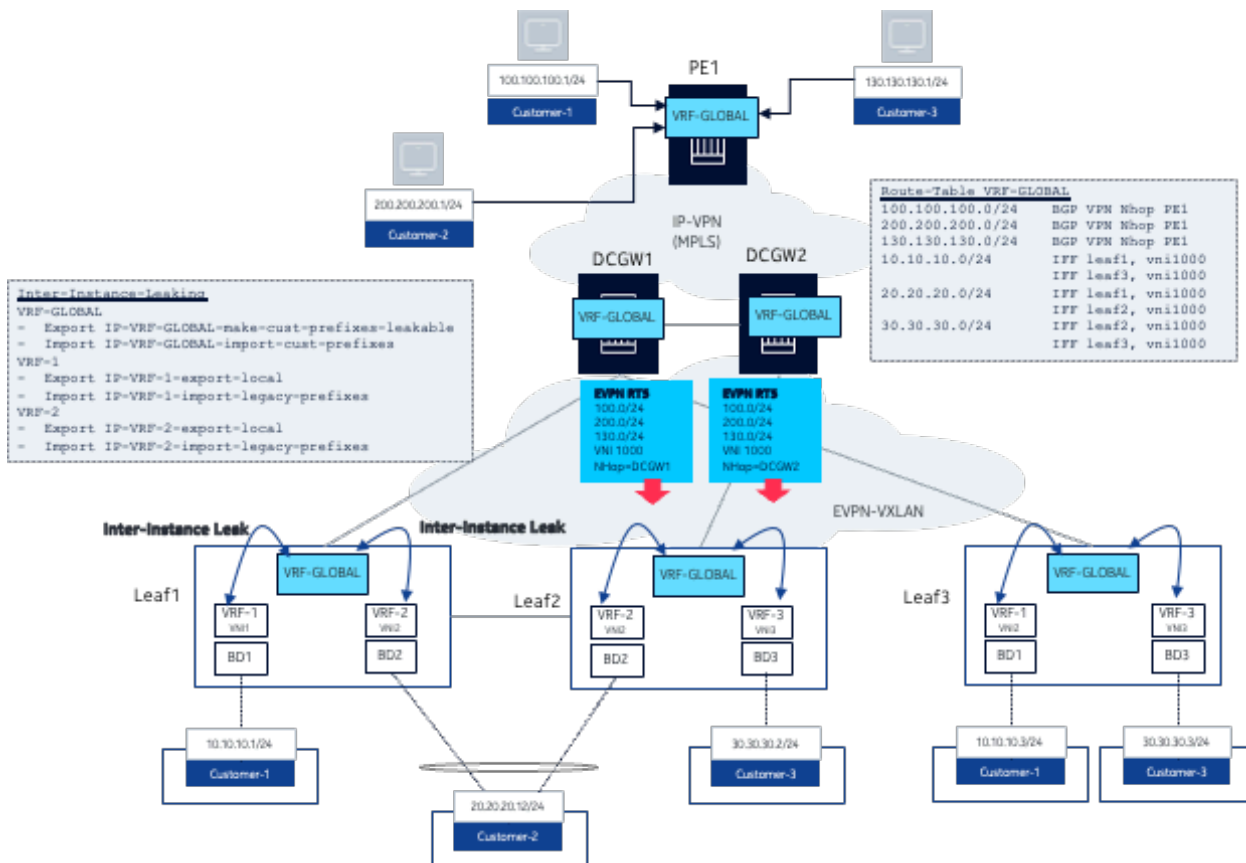 PE1
100.100.100.1/24
Customer-1
VRF-GLOBAL
130.130.130.1/24
Customer-3
200.200.200.1/24
Customer-2
IP-VPN
(MPLS)
Route-Table VRF-GLOBAL
100.100.100.0/24 BGP VPN Nhop PE1
200.200.200.0/24 BGP VPN Nhop PE1
130.130.130.0/24 BGP VPN Nhop PE1
10.10.10.0/24 IFF leaf1, vni1000
IFF leaf3, vni1000
20.20.20.0/24 IFF leaf1, vni1000
IFF leaf2, vni1000
30.30.30.0/24 IFF leaf2, vni1000
IFF leaf3, vni1000
DCGW1
DCGW2
VRF-GLOBAL
VRF-GLOBAL
Inter-Instance-Leaking
VRF-GLOBAL
- Export IP-VRF-GLOBAL-make-cust-prefixes-leakable
- Import IP-VRF-GLOBAL-import-cust-prefixes
VRF-1
- Export IP-VRF-1-export-local
- Import IP-VRF-1-import-legacy-prefixes
VRF-2
- Export IP-VRF-2-export-local
- Import IP-VRF-2-import-legacy-prefixes
EVPN RT5
100.0/24
200.0/24
130.0/24
VNI 1000
NHop=DCGW1
EVPN RT5
100.0/24
200.0/24
130.0/24
VNI 1000
NHop=DCGW2
EVPN-VXLAN
Inter-Instance Leak
Inter-Instance Leak
Leaf1
VRF-GLOBAL
VRF-1
VNI1
BD1
VRF-2
VNI2
BD2
Leaf2
VRF-GLOBAL
VRF-2
VNI2
BD2
VRF-3
VNI3
BD3
Leaf3
VRF-GLOBAL
VRF-1
VNI2
BD1
VRF-3
VNI3
BD3
10.10.10.1/24
Customer-1
20.20.20.12/24
Customer-2
30.30.30.2/24
Customer-3
10.10.10.3/24
Customer-1
30.30.30.3/24
Customer-3